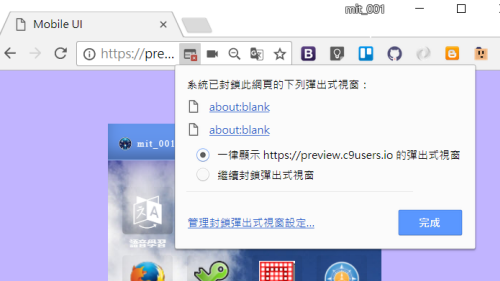 mit_001
Mobile UI
https://pre...
系統已封鎖此網頁的下列彈出式視窗：
about:blank
about:blank
一律顯示 https://preview.c9users.io 的彈出式視窗
繼續封鎖彈出式視窗
管理封鎖彈出式視窗設定...
完成
mit_001
語音學習